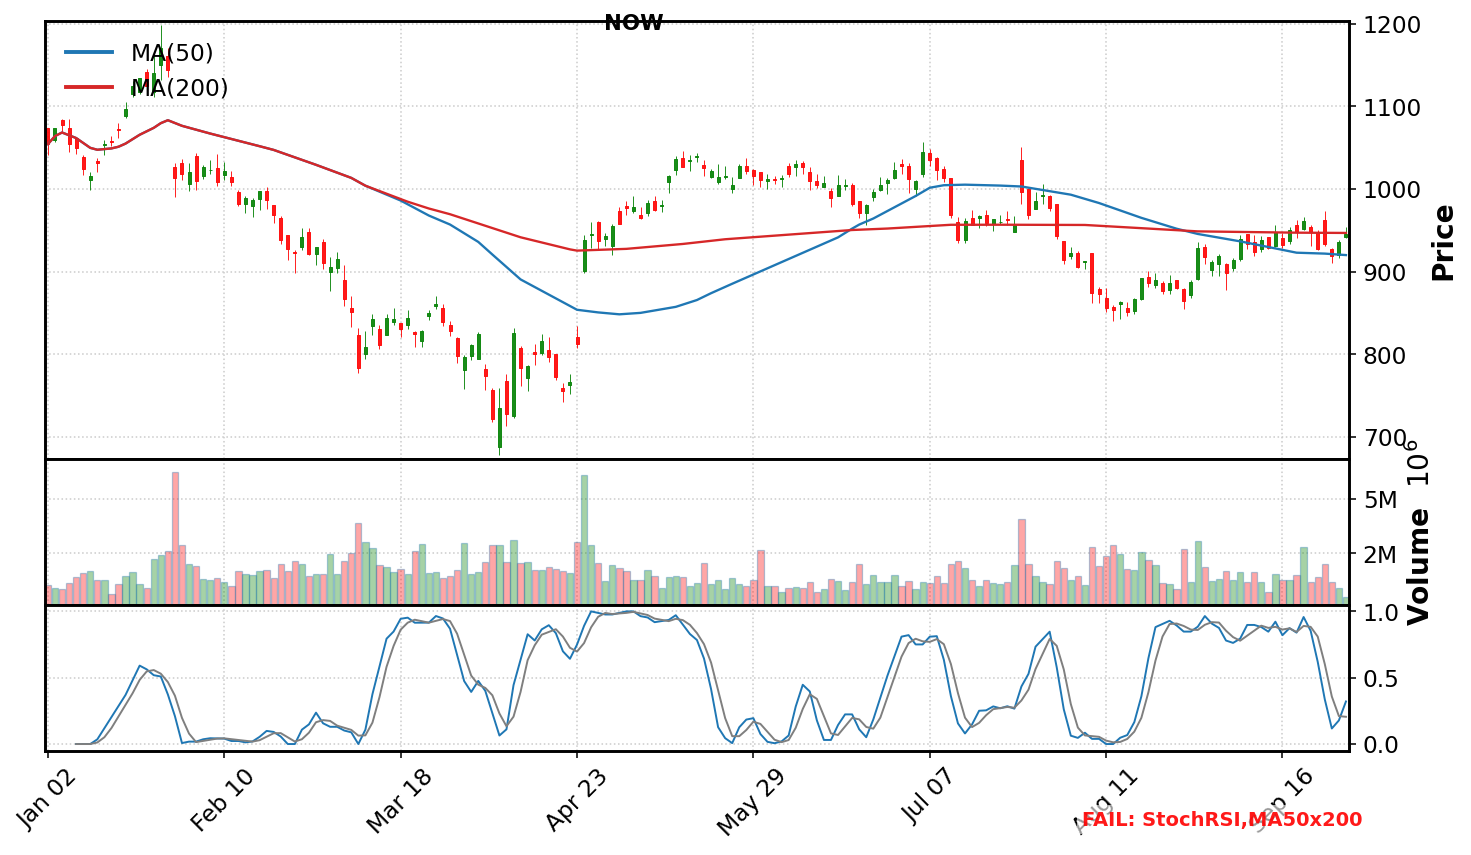 NOW
MA(50)
MA(200)
1200
1100
1000
900
800
700
Price
10^6
5M
2M
Volume
1.0
0.5
0.0
Jan 02
Feb 10
Mar 18
Apr 23
May 29
Jul 07
Aug 11
Sep 16
FAIL: StochRSI,MA50x200